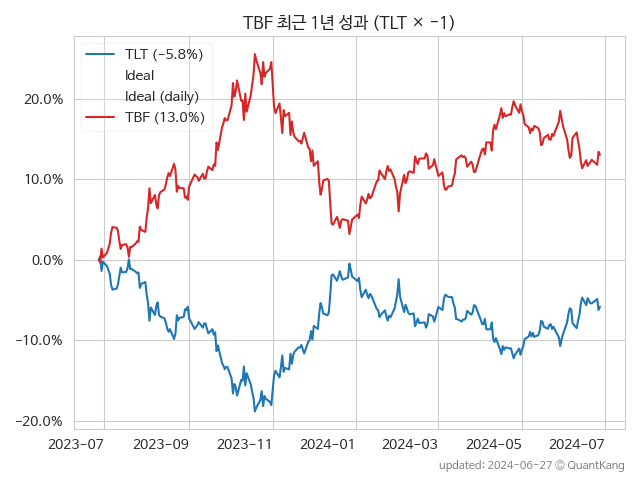 TBF 최근 1년 성과 (TLT × -1)
TLT (-5.8%)
Ideal
Ideal (daily)
TBF (13.0%)
20.0%
10.0%
0.0%
-10.0%
-20.0%
2023-07 2023-09 2023-11 2024-01 2024-03 2024-05 2024-07
updated: 2024-06-27 © QuantKang